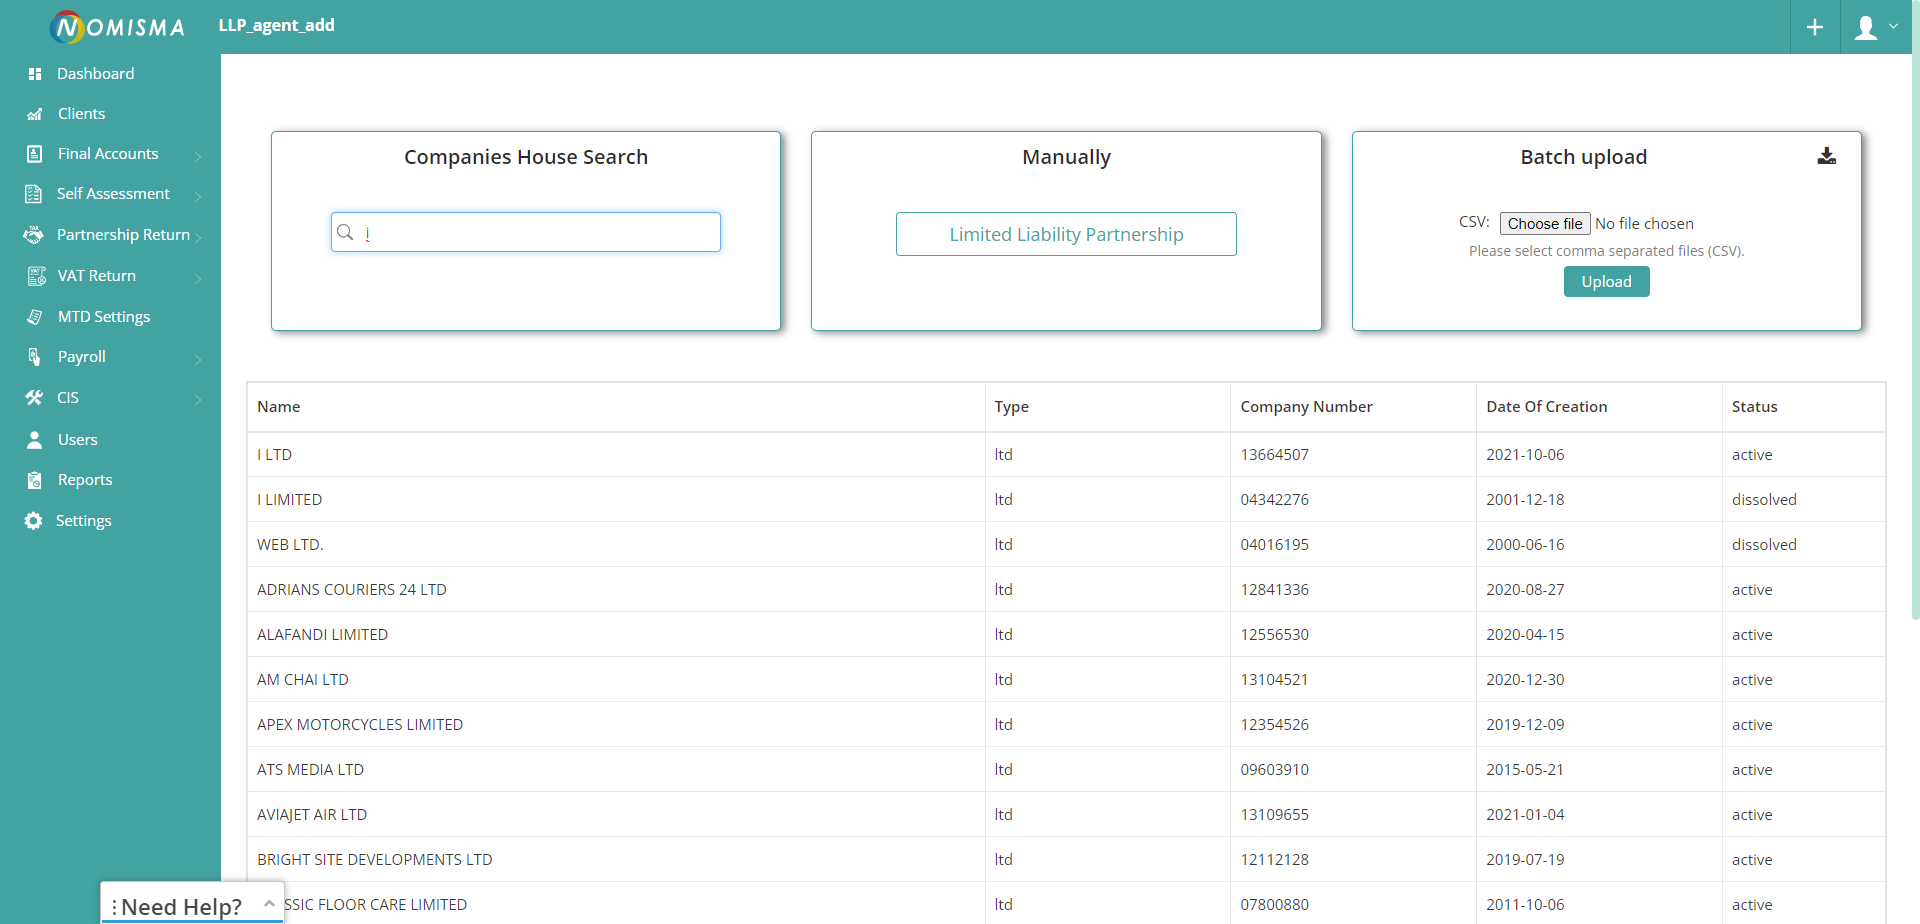 NOMISMA
LLP_agent_add
Dashboard
Clients
Final Accounts
Self Assessment
Partnership Return
VAT Return
MTD Settings
Payroll
CIS
Users
Reports
Settings
Companies House Search
i
Manually
Limited Liability Partnership
Batch upload
CSV: Choose file No file chosen
Please select comma separated files (CSV).
Upload
Name Type Company Number Date Of Creation Status
I LTD ltd 13664507 2021-10-06 active
I LIMITED ltd 04342276 2001-12-18 dissolved
WEB LTD. ltd 04016195 2000-06-16 dissolved
ADRIANS COURIERS 24 LTD ltd 12841336 2020-08-27 active
ALAFANDI LIMITED ltd 12556530 2020-04-15 active
AM CHAI LTD ltd 13104521 2020-12-30 active
APEX MOTORCYCLES LIMITED ltd 12354526 2019-12-09 active
ATS MEDIA LTD ltd 09603910 2015-05-21 active
AVIAJET AIR LTD ltd 13109655 2021-01-04 active
BRIGHT SITE DEVELOPMENTS LTD ltd 12112128 2019-07-19 active
SSIC FLOOR CARE LIMITED ltd 07800880 2011-10-06 active
Need Help?